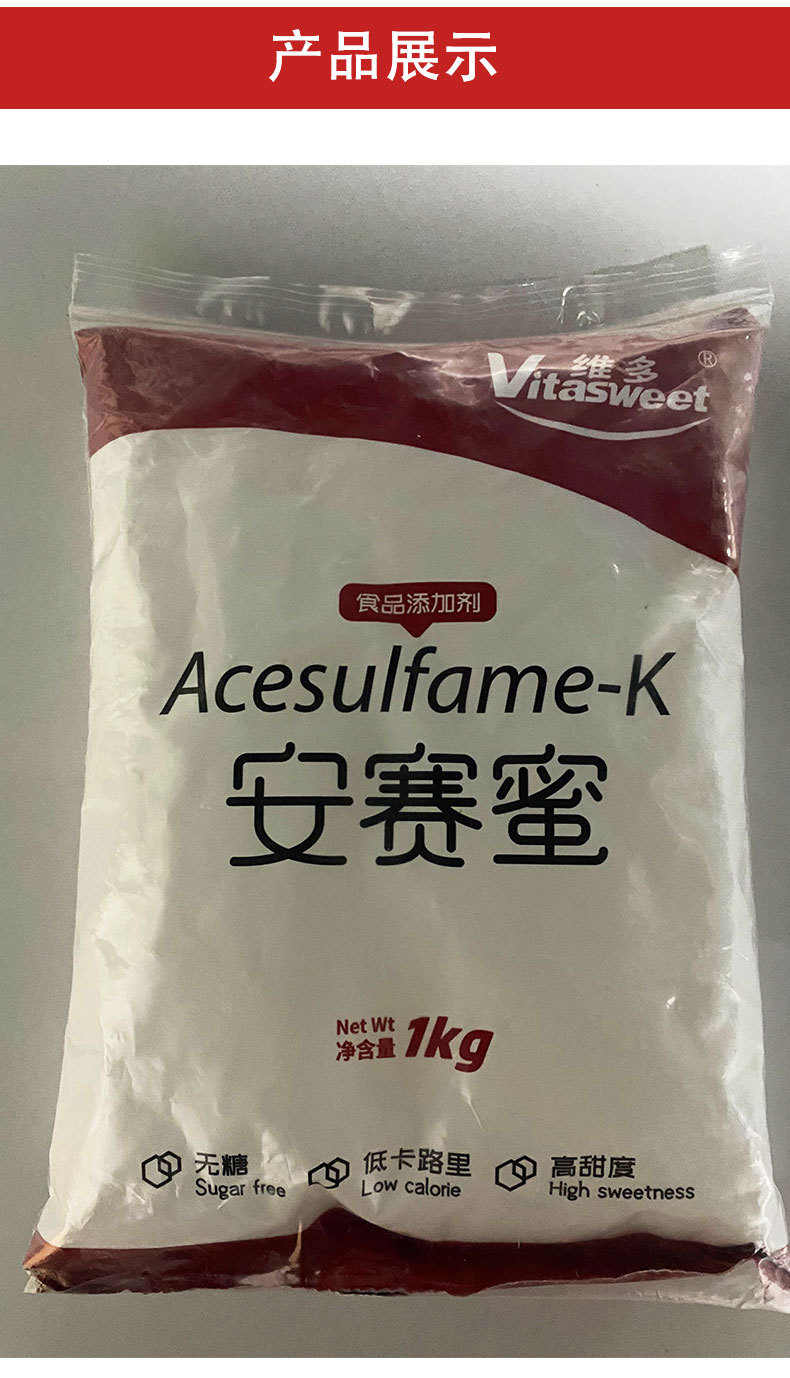 产品展示
维多
Vitasweet®
食品添加剂
Acesulfame-K
安赛蜜
Net Wt
净含量 1kg
无糖
Sugar free
低卡路里
Low calorie
高甜度
High sweetness